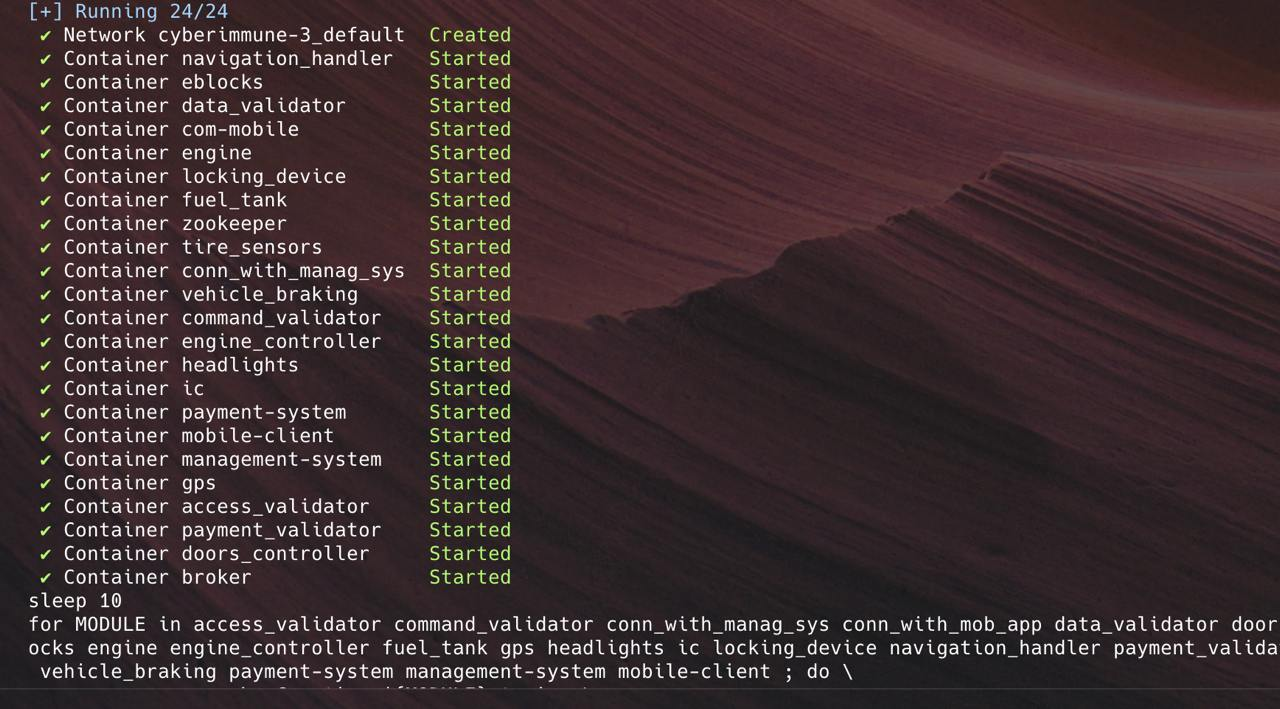 [+] Running 24/24
✔ Network cyberimmune-3_default Created
✔ Container navigation_handler Started
✔ Container eblocks Started
✔ Container data_validator Started
✔ Container com-mobile Started
✔ Container engine Started
✔ Container locking_device Started
✔ Container fuel_tank Started
✔ Container zookeeper Started
✔ Container tire_sensors Started
✔ Container conn_with_manag_sys Started
✔ Container vehicle_braking Started
✔ Container command_validator Started
✔ Container engine_controller Started
✔ Container headlights Started
✔ Container ic Started
✔ Container payment-system Started
✔ Container mobile-client Started
✔ Container management-system Started
✔ Container gps Started
✔ Container access_validator Started
✔ Container payment_validator Started
✔ Container doors_controller Started
✔ Container broker Started
sleep 10
for MODULE in access_validator command_validator conn_with_manag_sys conn_with_mob_app data_validator door
ocks engine engine_controller fuel_tank gps headlights ic locking_device navigation_handler payment_valida
vehicle_braking payment-system management-system mobile-client ; do \